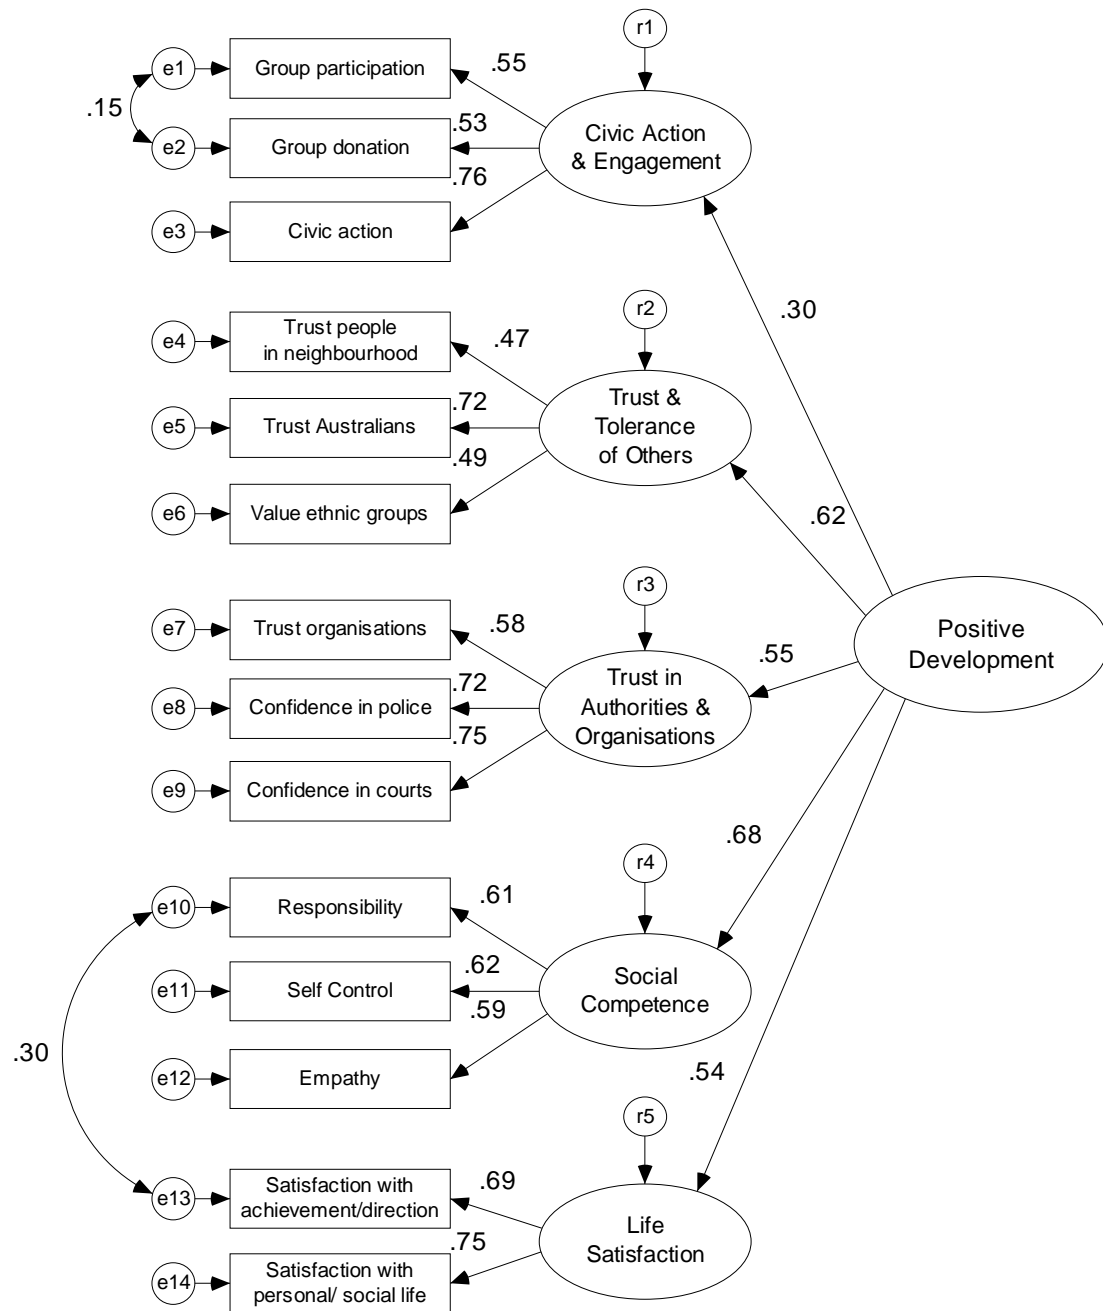 r1
e1
Group participation
.55
.15
.53
Civic Action
& Engagement
e2
Group donation
.76
e3
Civic action
.30
r2
e4
Trust people
in neighbourhood
.47
.72
Trust &
Tolerance
of Others
e5
Trust Australians
.49
e6
Value ethnic groups
.62
r3
e7
Trust organisations
.58
Positive
Development
.55
.72
Trust in
Authorities &
Organisations
e8
Confidence in police
.75
e9
Confidence in courts
.68
r4
e10
Responsibility
.61
.62
Social
Competence
e11
Self Control
.59
.30
e12
Empathy
.54
r5
e13
Satisfaction with
achievement/direction
.69
Life
Satisfaction
.75
e14
Satisfaction with
personal/ social life